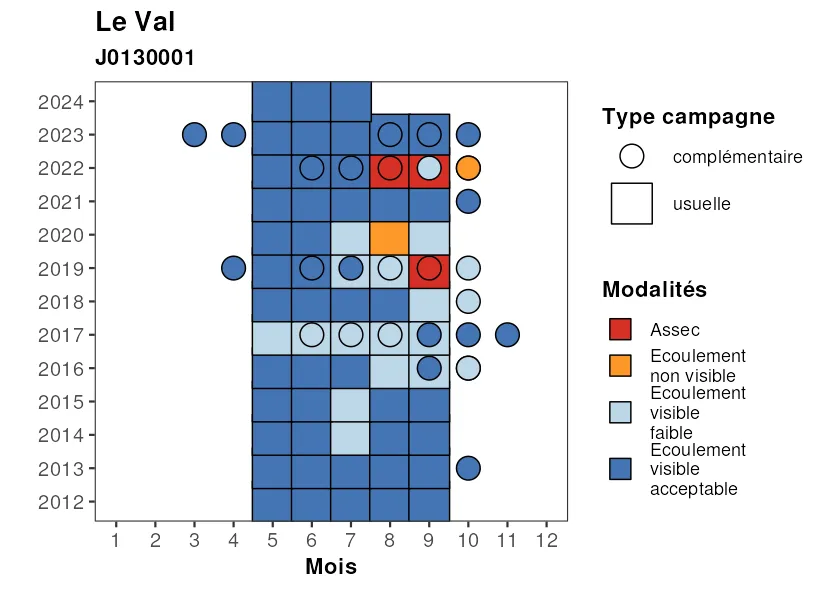 Le Val
J0130001
2024
2023
2022
2021
2020
2019
2018
2017
2016
2015
2014
2013
2012
1 2 3 4 5 6 7 8 9 10 11 12
Mois
Type campagne
complémentaire
usuelle
Modalités
Assec
Ecoulement
non visible
Ecoulement
visible
faible
Ecoulement
visible
acceptable